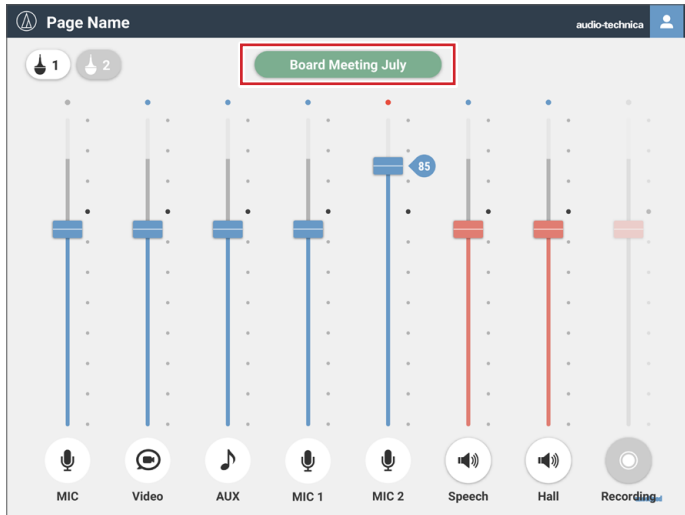 Page Name
audio-technica
1
2
Board Meeting July
85
MIC
Video
AUX
MIC 1
MIC 2
Speech
Hall
Recording